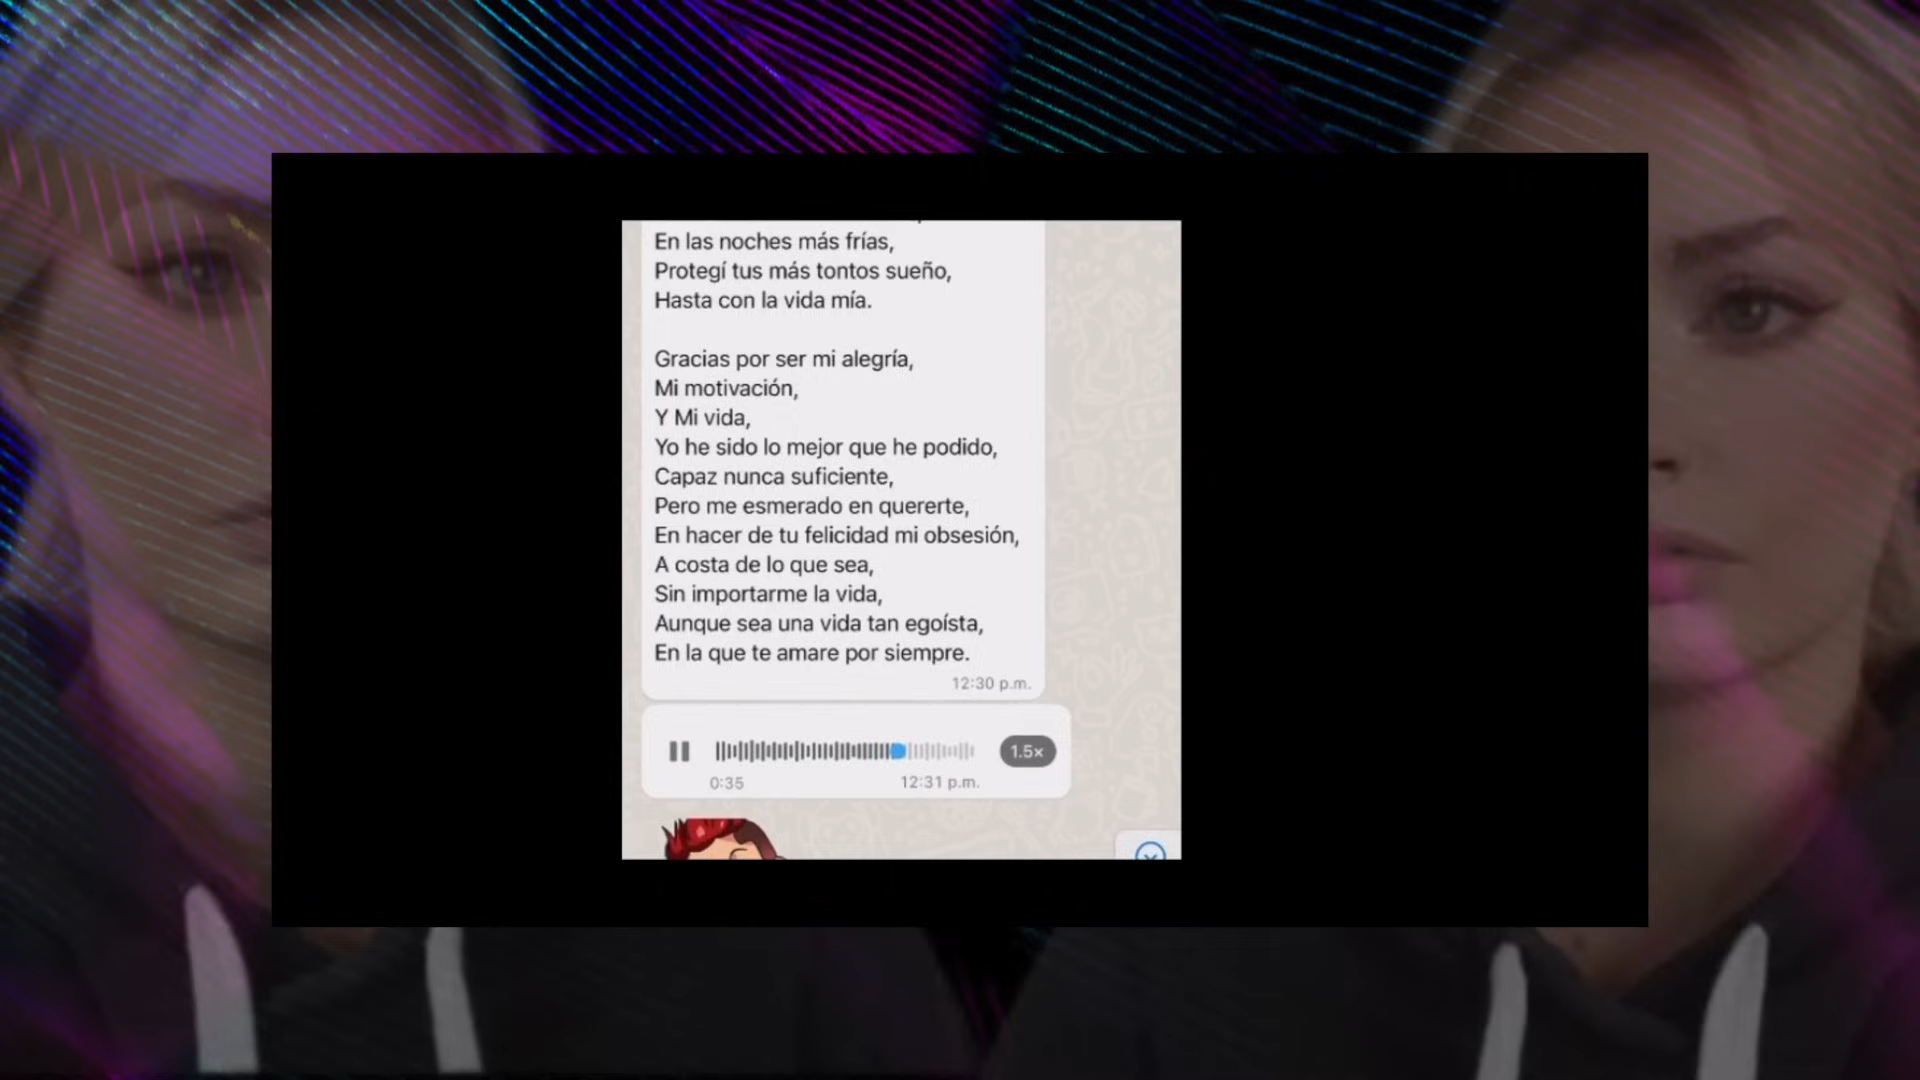 En las noches más frías,
Protegí tus más tontos sueño,
Hasta con la vida mía.
Gracias por ser mi alegría,
Mi motivación,
Y Mi vida,
Yo he sido lo mejor que he podido,
Capaz nunca suficiente,
Pero me esmerado en quererte,
En hacer de tu felicidad mi obsesión,
A costa de lo que sea,
Sin importarme la vida,
Aunque sea una vida tan egoísta,
En la que te amare por siempre.
12:30 p.m.
1.5×
0:35
12:31 p.m.